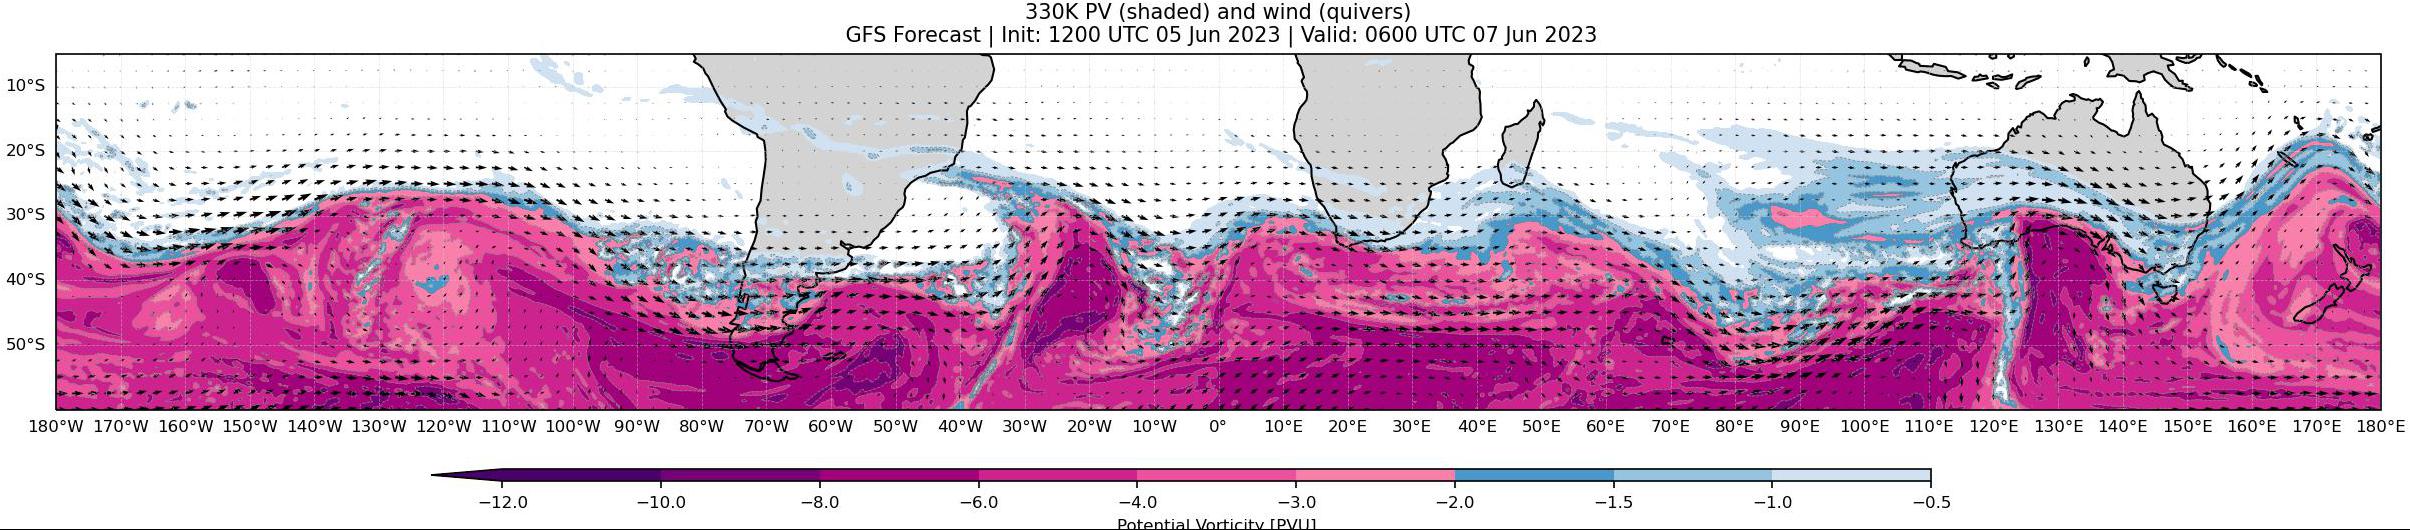 330K PV (shaded) and wind (quivers)
GFS Forecast | Init: 1200 UTC 05 Jun 2023 | Valid: 0600 UTC 07 Jun 2023
10°S
20°S
30°S
40°S
50°S
180°W 170°W 160°W 150°W 140°W 130°W 120°W 110°W 100°W 90°W 80°W 70°W 60°W 50°W 40°W 30°W 20°W 10°W 0° 10°E 20°E 30°E 40°E 50°E 60°E 70°E 80°E 90°E 100°E 110°E 120°E 130°E 140°E 150°E 160°E 170°E 180°E
−12.0 −10.0 −8.0 −6.0 −4.0 −3.0 −2.0 −1.5 −1.0 −0.5
Potential Vorticity [PVU]